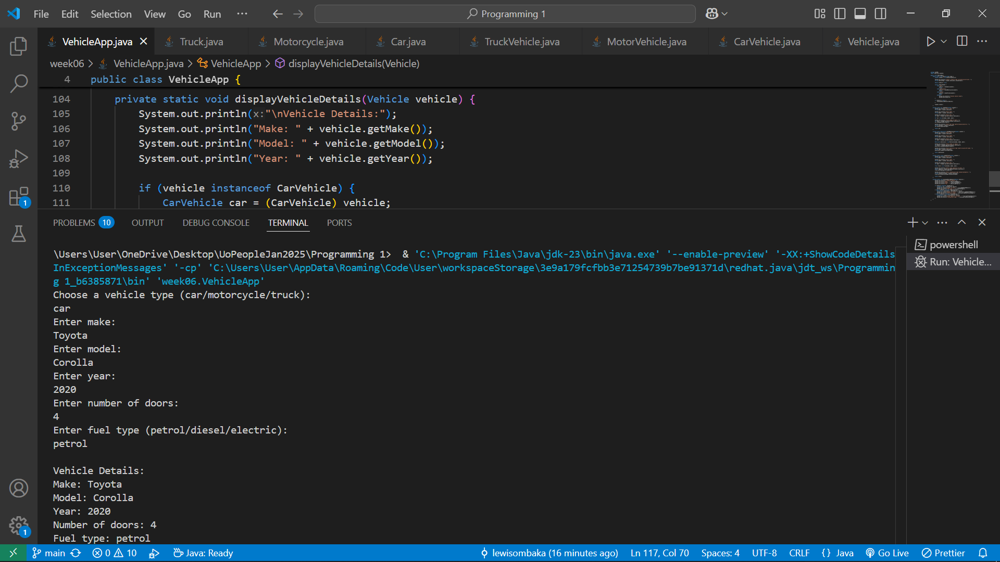 File Edit Selection View Go Run ··· Programming 1
VehicleApp.java Truck.java Motorcycle.java Car.java TruckVehicle.java MotorVehicle.java CarVehicle.java Vehicle.java
week06 > VehicleApp.java > VehicleApp > displayVehicleDetails(Vehicle)
4 public class VehicleApp {
104 private static void displayVehicleDetails(Vehicle vehicle) {
105 System.out.println(x:"\nVehicle Details:");
106 System.out.println("Make: " + vehicle.getMake());
107 System.out.println("Model: " + vehicle.getModel());
108 System.out.println("Year: " + vehicle.getYear());
109
110 if (vehicle instanceof CarVehicle) {
111 CarVehicle car = (CarVehicle) vehicle;
PROBLEMS 10 OUTPUT DEBUG CONSOLE TERMINAL PORTS
powershell
Run: Vehicle...
\Users\User\OneDrive\Desktop\UoPeopleJan2025\Programming 1> & 'C:\Program Files\Java\jdk-23\bin\java.exe' '--enable-preview' '-XX:+ShowCodeDetails
InExceptionMessages' '-cp' 'C:\Users\User\AppData\Roaming\Code\User\workspaceStorage\3e9a179fcfbb3e71254739b7be91371d\redhat.java\jdt_ws\Programmin
g 1_b6385871\bin' 'week06.VehicleApp'
Choose a vehicle type (car/motorcycle/truck):
car
Enter make:
Toyota
Enter model:
Corolla
Enter year:
2020
Enter number of doors:
4
Enter fuel type (petrol/diesel/electric):
petrol
Vehicle Details:
Make: Toyota
Model: Corolla
Year: 2020
Number of doors: 4
Fuel type: petrol
1
1
main 0 10 Java: Ready lewisombaka (16 minutes ago) Ln 117, Col 70 Spaces: 4 UTF-8 CRLF {} Java Go Live Prettier